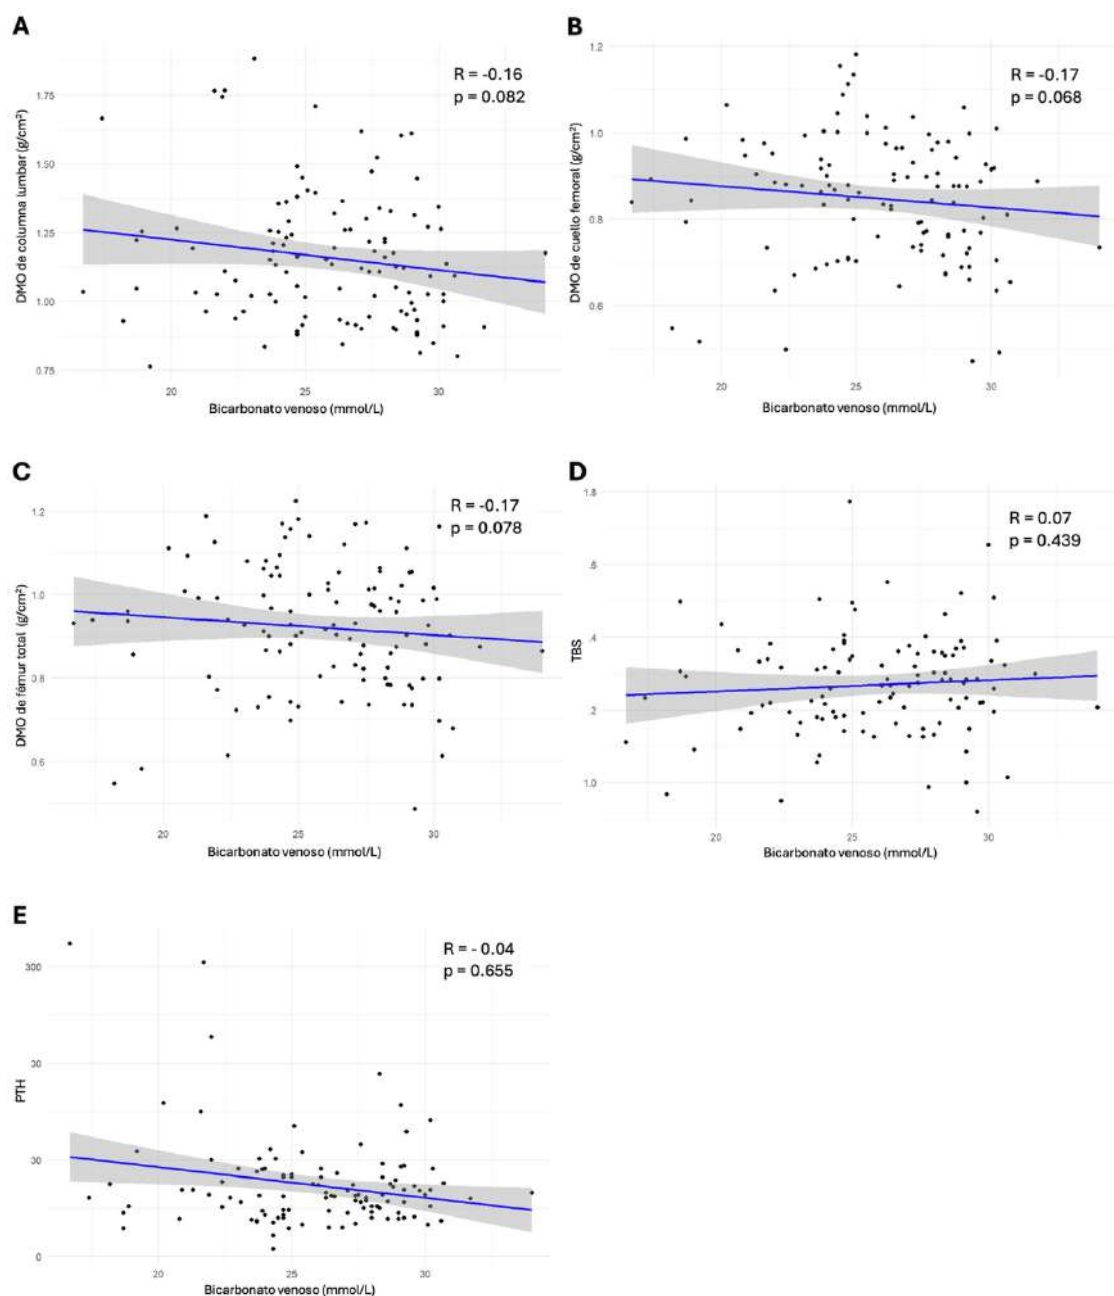 A
R = -0.16
p = 0.082
DMO de columna lumbar (g/cm²)
1.75
1.50
1.25
1.00
0.75
20
25
30
Bicarbonato venoso (mmol/L)
B
R = -0.17
p = 0.068
DMO de cuello femoral (g/cm²)
1.2
1.0
0.8
0.6
20
25
30
Bicarbonato venoso (mmol/L)
C
R = -0.17
p = 0.078
DMO de fémur total (g/cm²)
1.2
1.0
0.8
0.6
20
25
30
Bicarbonato venoso (mmol/L)
D
R = 0.07
p = 0.439
TBS
1.8
.6
.4
.2
1.0
20
25
30
Bicarbonato venoso (mmol/L)
E
R = - 0.04
p = 0.655
PTH
300
30
30
0
20
25
30
Bicarbonato venoso (mmol/L)